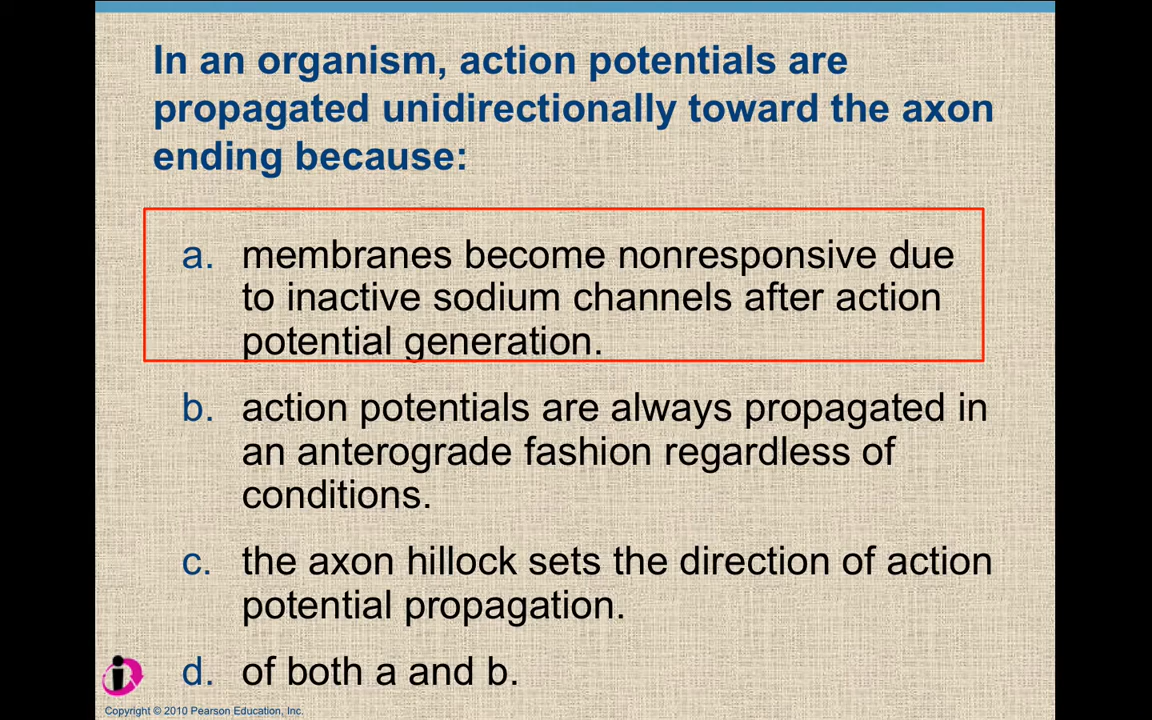 In an organism, action potentials are
propagated unidirectionally toward the axon
ending because:
a. membranes become nonresponsive due
to inactive sodium channels after action
potential generation.
b. action potentials are always propagated in
an anterograde fashion regardless of
conditions.
c. the axon hillock sets the direction of action
potential propagation.
i
d. of both a and b.
Copyright © 2010 Pearson Education, Inc.